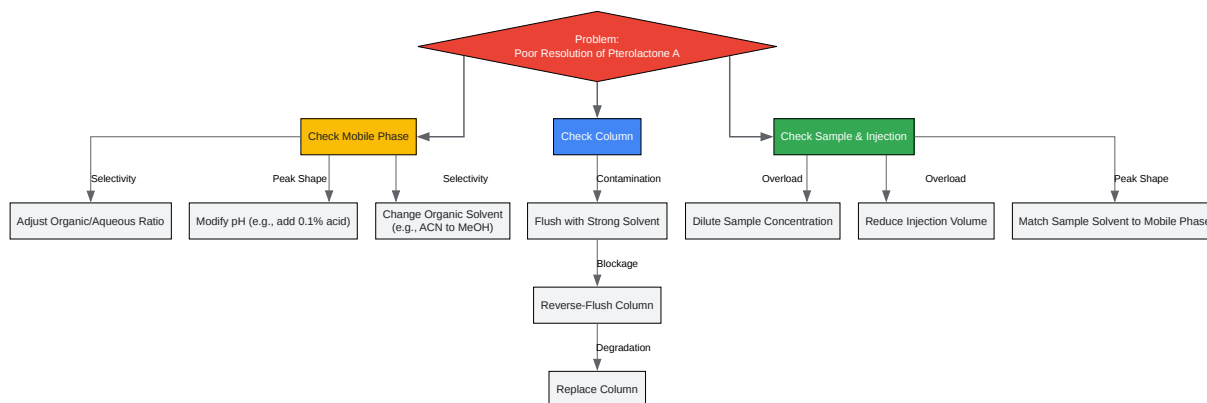 Problem:
Poor Resolution of Pterolactone A
Check Mobile Phase
Check Column
Check Sample & Injection
Selectivity
Peak Shape
Selectivity
Contamination
Overload
Overload
Peak Shape
Adjust Organic/Aqueous Ratio
Modify pH (e.g., add 0.1% acid)
Change Organic Solvent
(e.g., ACN to MeOH)
Flush with Strong Solvent
Dilute Sample Concentration
Reduce Injection Volume
Match Sample Solvent to Mobile Phase
Blockage
Reverse-Flush Column
Degradation
Replace Column